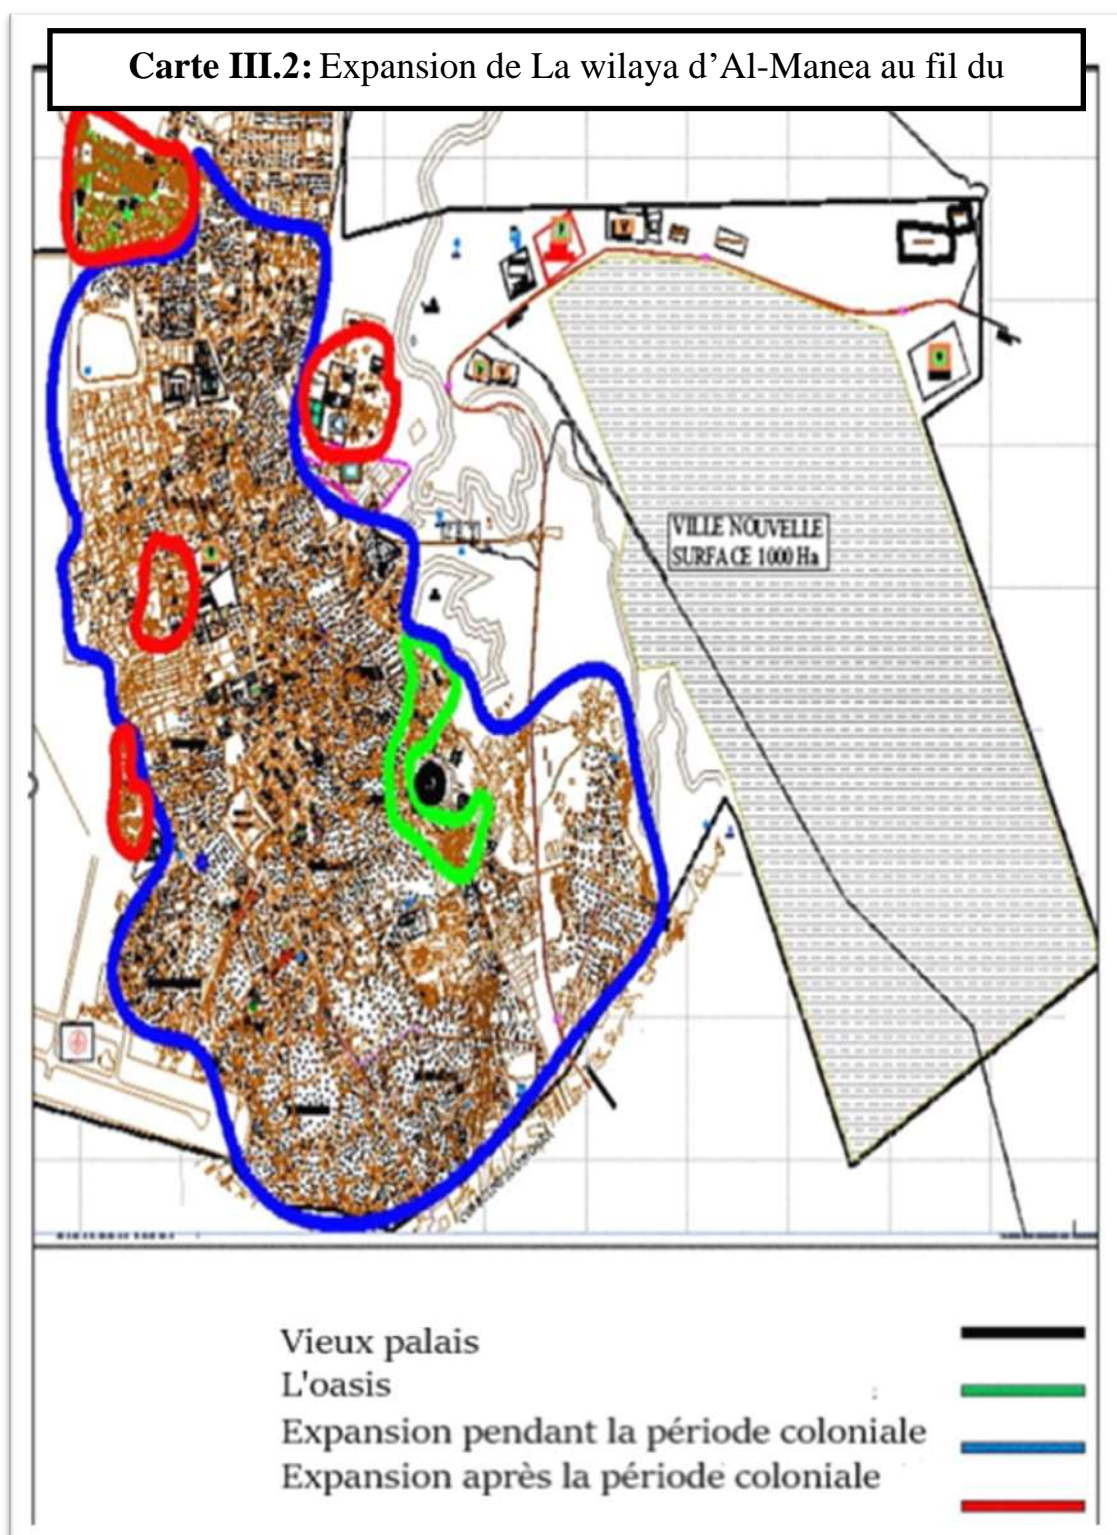 Carte III.2: Expansion de La wilaya d’Al-Manea au fil du
VILLE NOUVELLE
SURFACE 1000 Ha
Vieux palais
L'oasis
Expansion pendant la période coloniale
Expansion après la période coloniale